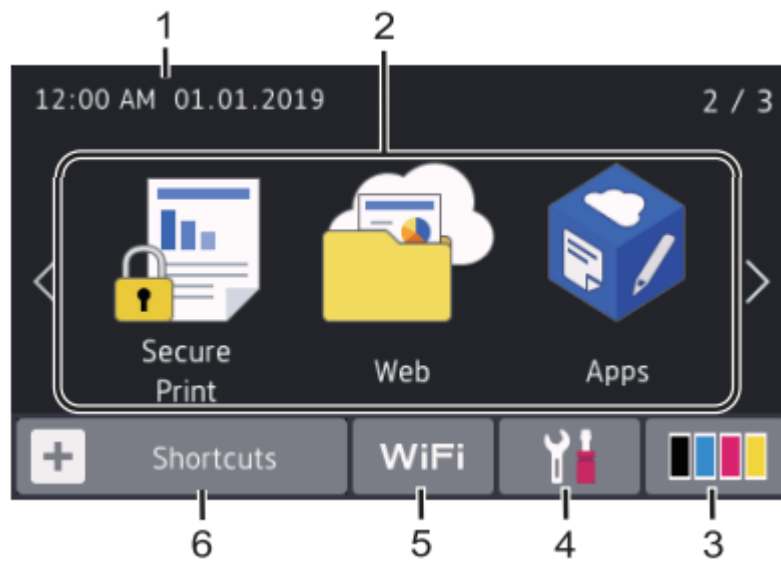 1 2
12:00 AM 01.01.2019 2 / 3
Secure
Print
Web
Apps
Shortcuts WiFi
6 5 4 3